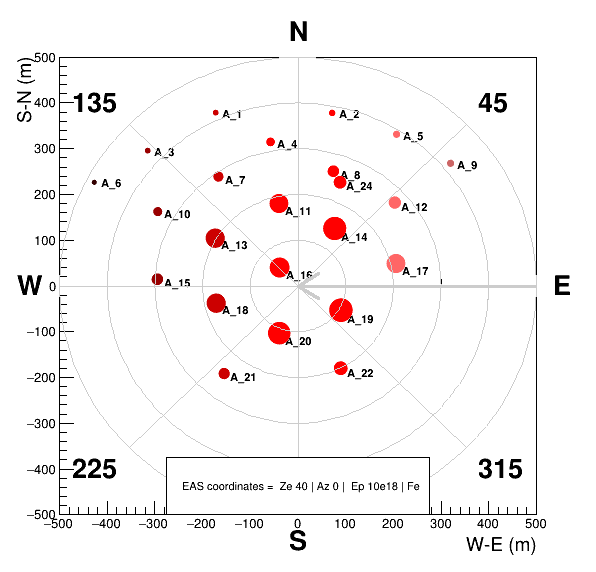 N
S-N (m)
500
400
300
200
100
0
−100
−200
−300
−400
−500
135
45
A_1
A_2
A_5
A_3
A_4
A_9
A_6
A_7
A_8
A_24
A_10
A_11
A_12
A_13
A_14
W
A_15
A_16
A_17
E
A_18
A_19
A_20
A_21
A_22
225
315
EAS coordinates = Ze 40 | Az 0 | Ep 10e18 | Fe
−500 −400 −300 −200 −100 0 100 200 300 400 500
S
W-E (m)